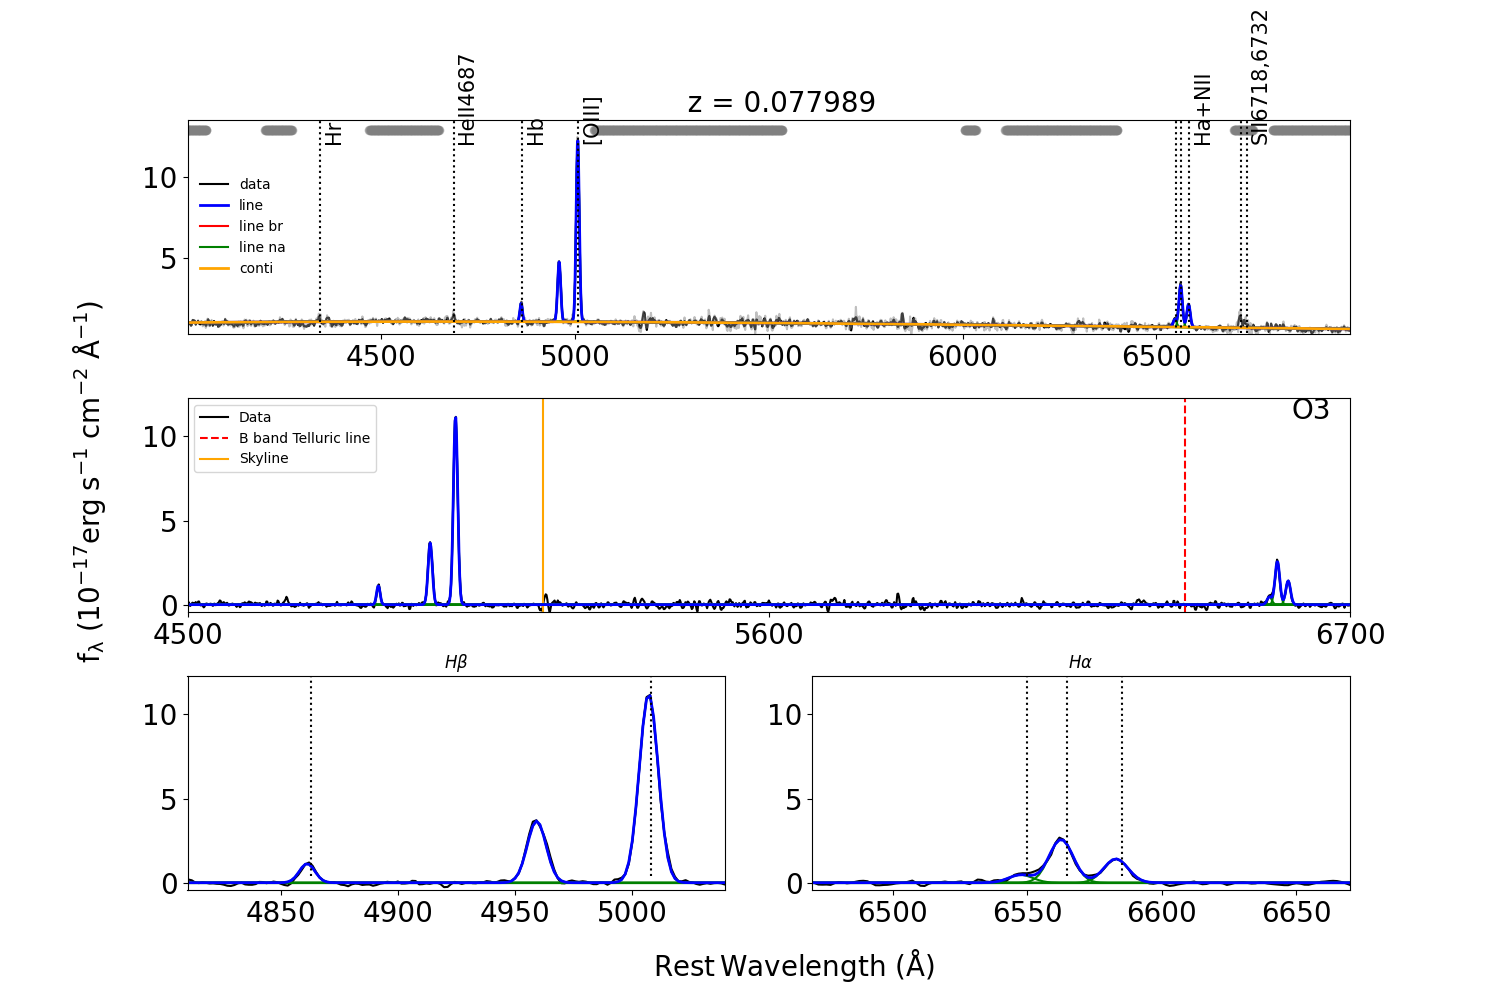 z = 0.077989
Hr
HeII4687
Hb
[OIII]
Ha+NII
SII6718,6732
10
5
data
line
line br
line na
conti
4500 5000 5500 6000 6500
f_λ (10^−17 erg s^−1 cm^−2 Å^−1)
O3
10
5
0
Data
B band Telluric line
Skyline
4500 5600 6700
Hβ
10
5
0
4850 4900 4950 5000
Hα
10
5
0
6500 6550 6600 6650
Rest Wavelength (Å)